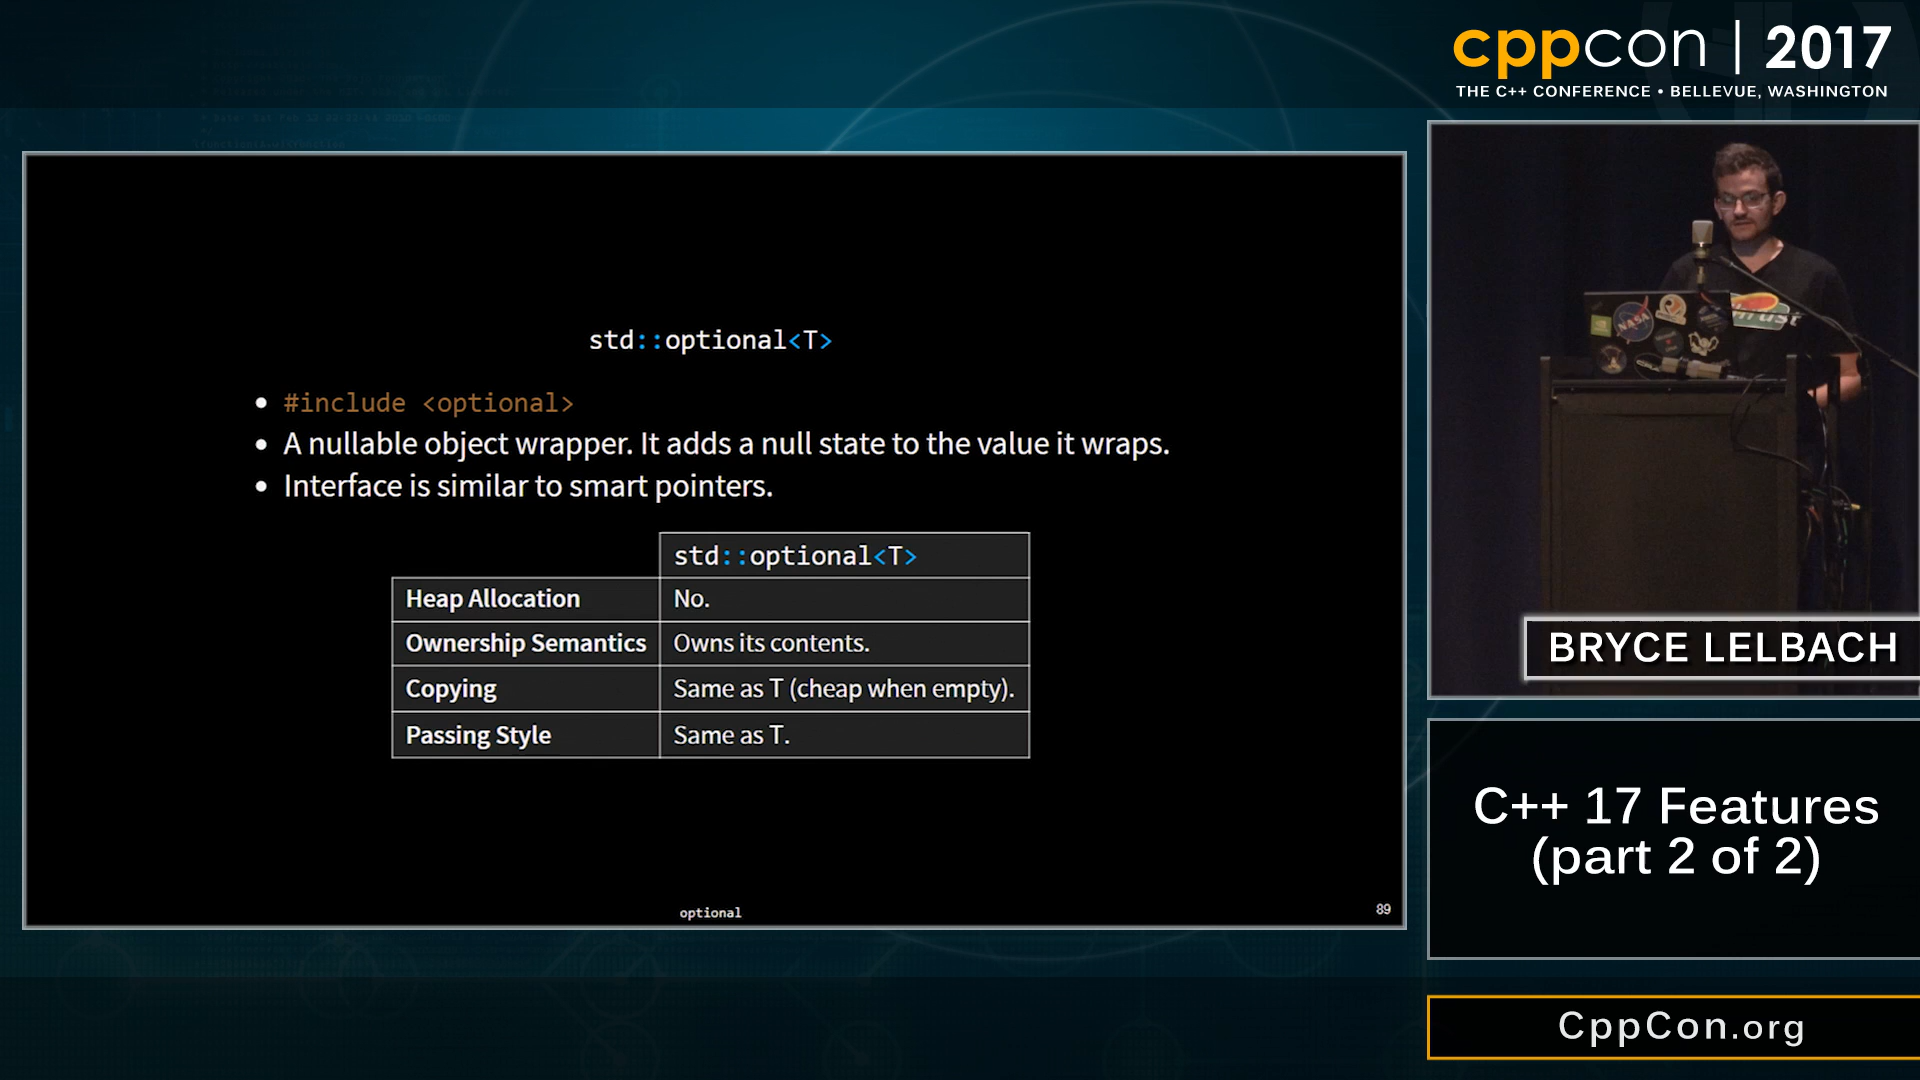 cppcon | 2017
THE C++ CONFERENCE • BELLEVUE, WASHINGTON
std::optional<T>
• #include <optional>
• A nullable object wrapper. It adds a null state to the value it wraps.
• Interface is similar to smart pointers.
std::optional<T>
Heap Allocation No.
Ownership Semantics Owns its contents.
Copying Same as T (cheap when empty).
Passing Style Same as T.
optional
89
NASA
BRYCE LELBACH
C++ 17 Features
(part 2 of 2)
CppCon.org